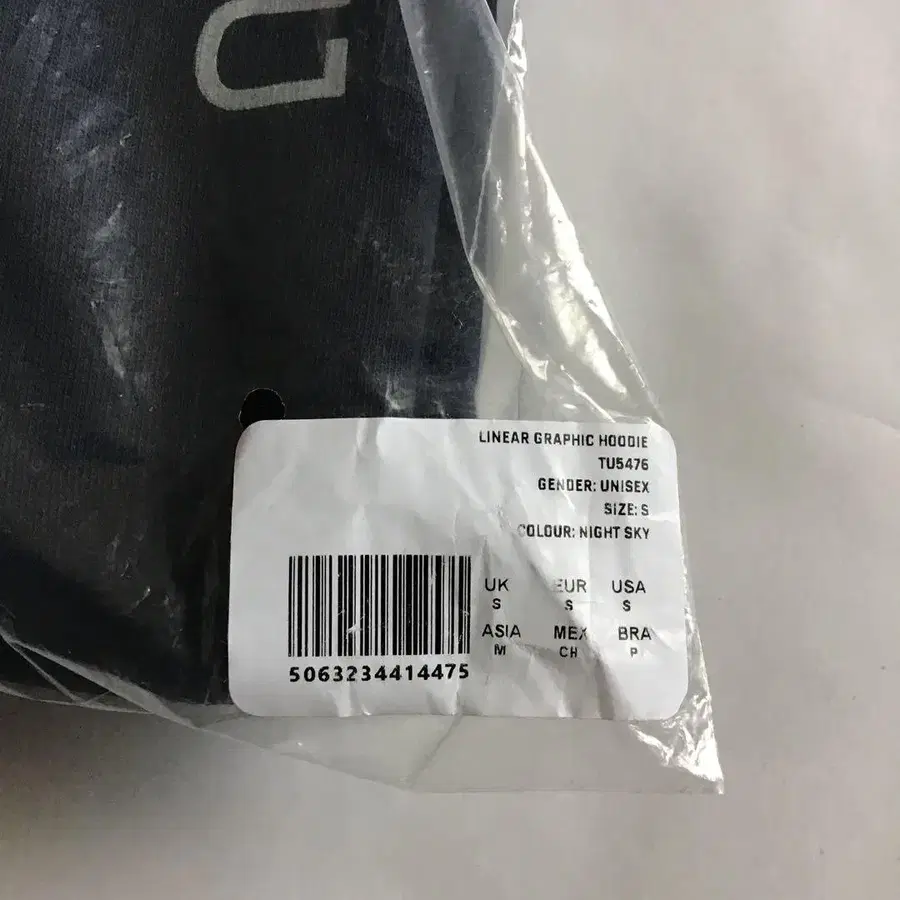 LINEAR GRAPHIC HOODIE
TU5476
GENDER: UNISEX
SIZE: S
COLOUR: NIGHT SKY
UK EUR USA
S S S
ASIA MEX BRA
M CH P
5063234414475